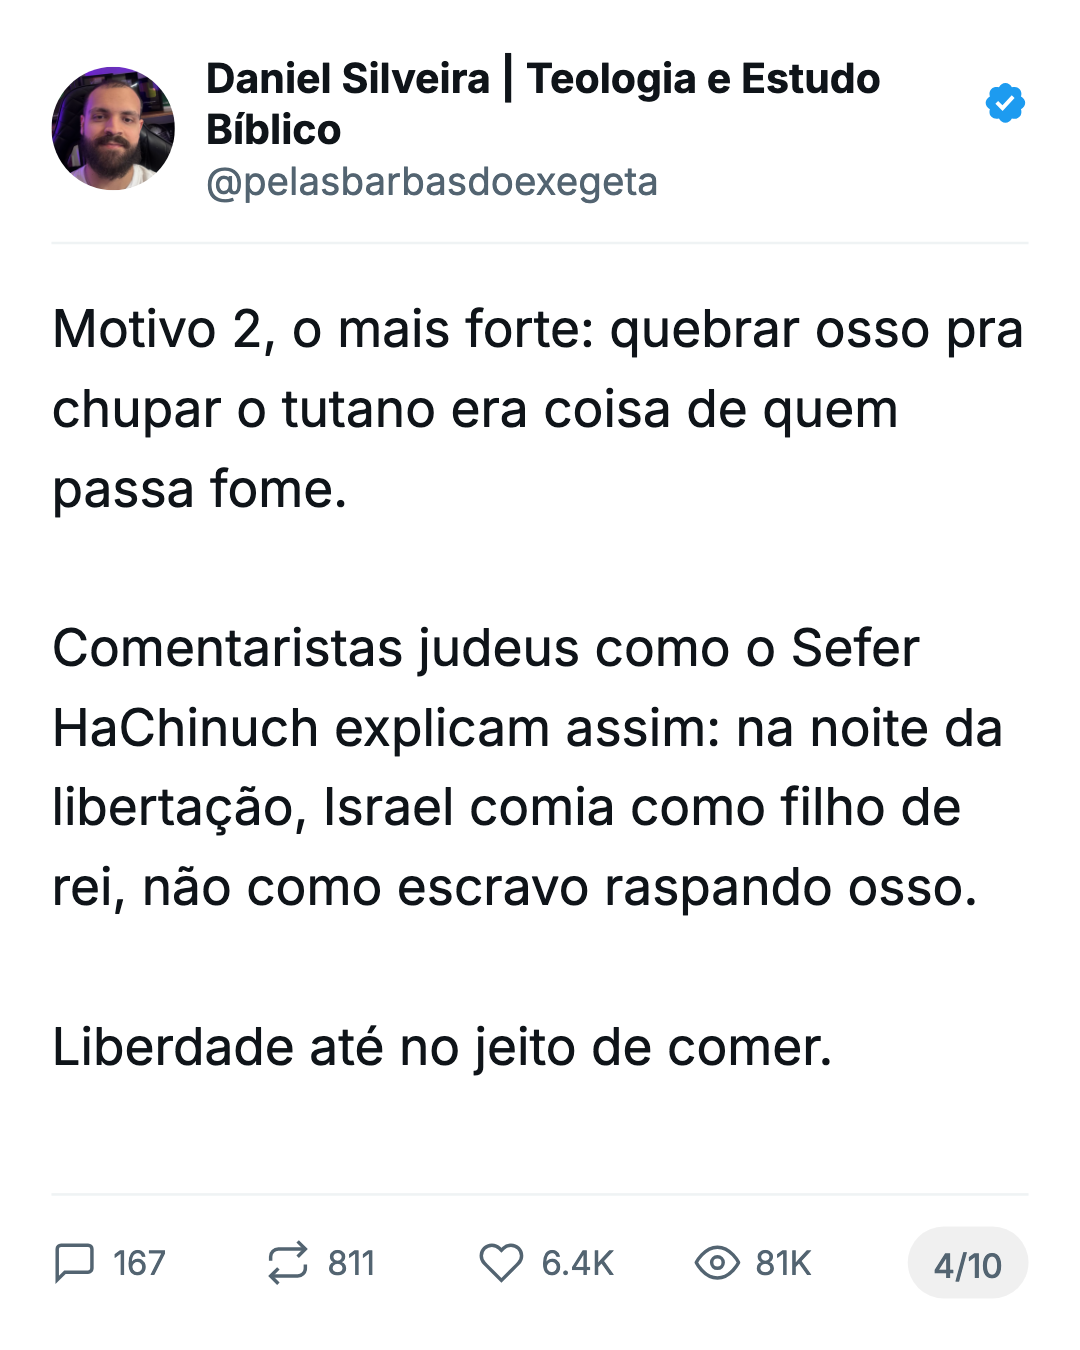 Daniel Silveira | Teologia e Estudo
Bíblico
@pelasbarbasdoexegeta
Motivo 2, o mais forte: quebrar osso pra
chupar o tutano era coisa de quem
passa fome.
Comentaristas judeus como o Sefer
HaChinuch explicam assim: na noite da
libertação, Israel comia como filho de
rei, não como escravo raspando osso.
Liberdade até no jeito de comer.
167 811 6.4K 81K 4/10